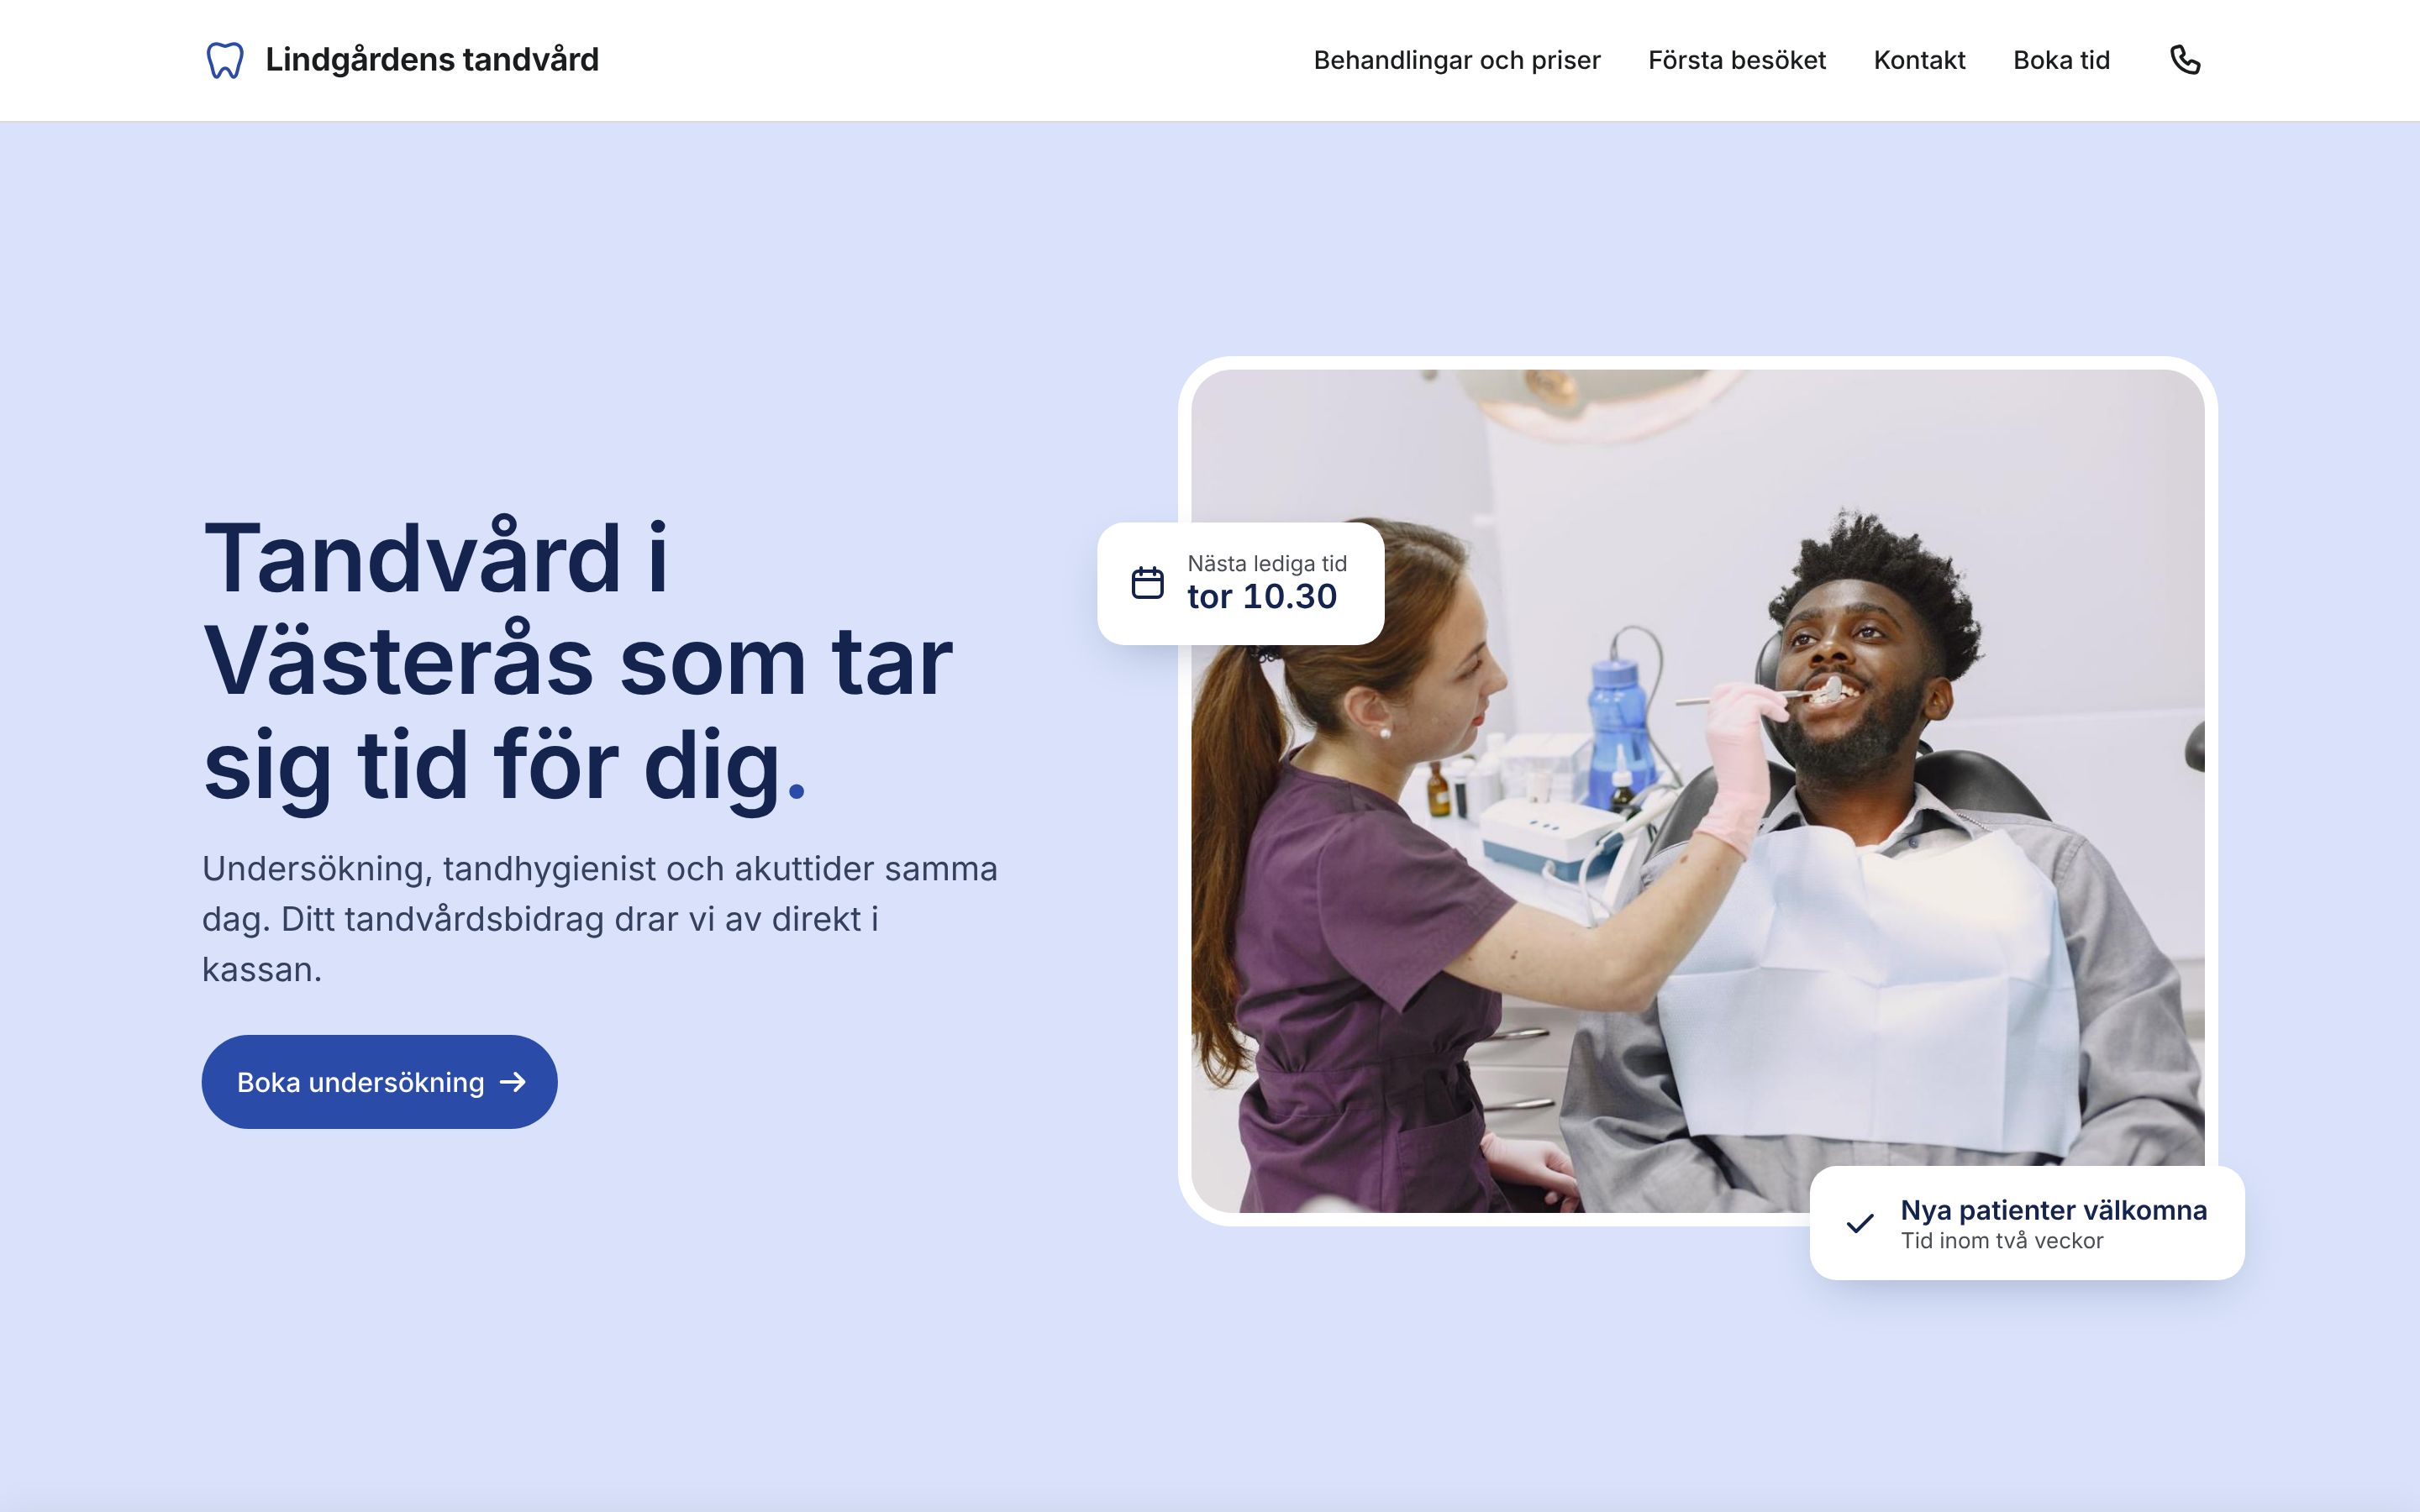 Lindgårdens tandvård
Behandlingar och priser
Första besöket
Kontakt
Boka tid
Tandvård i
Västerås som tar
sig tid för dig.
Undersökning, tandhygienist och akuttider samma
dag. Ditt tandvårdsbidrag drar vi av direkt i
kassan.
Boka undersökning
Nästa lediga tid
tor 10.30
Nya patienter välkomna
Tid inom två veckor